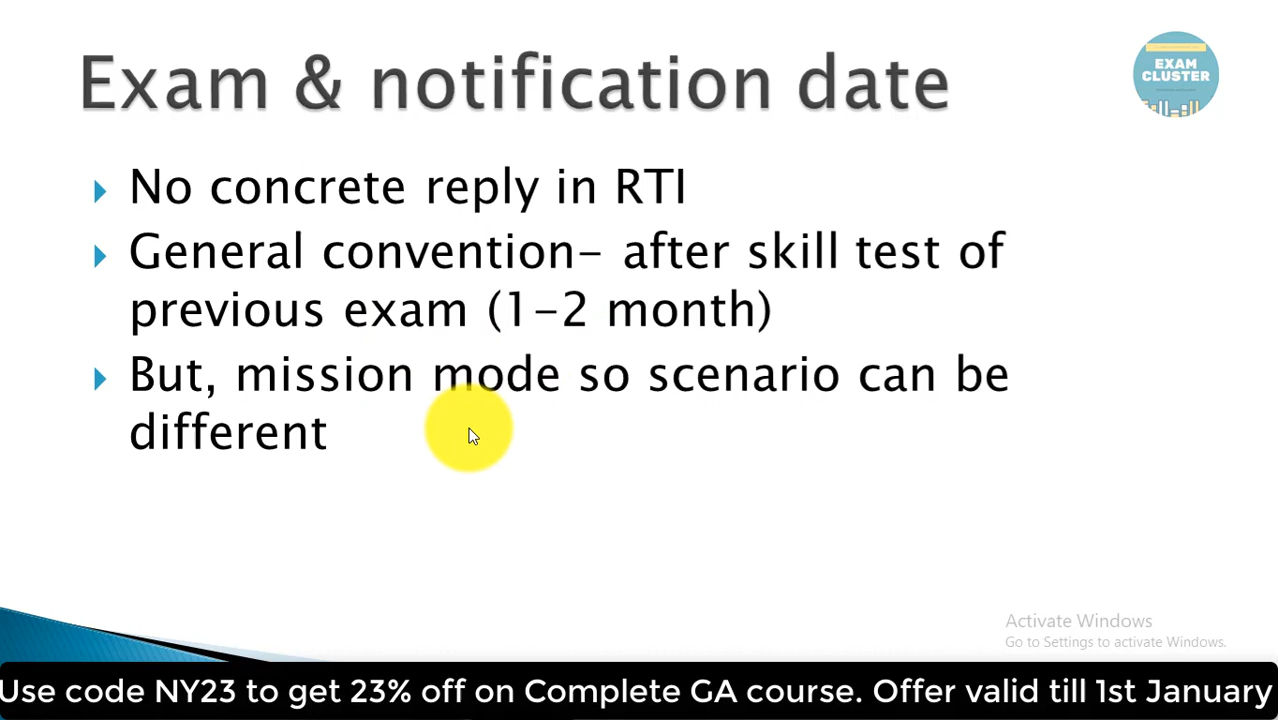 Exam & notification date
EXAM
CLUSTER
No concrete reply in RTI
General convention- after skill test of
previous exam (1-2 month)
But, mission mode so scenario can be
different
Activate Windows
Go to Settings to activate Windows.
Use code NY23 to get 23% off on Complete GA course. Offer valid till 1st January